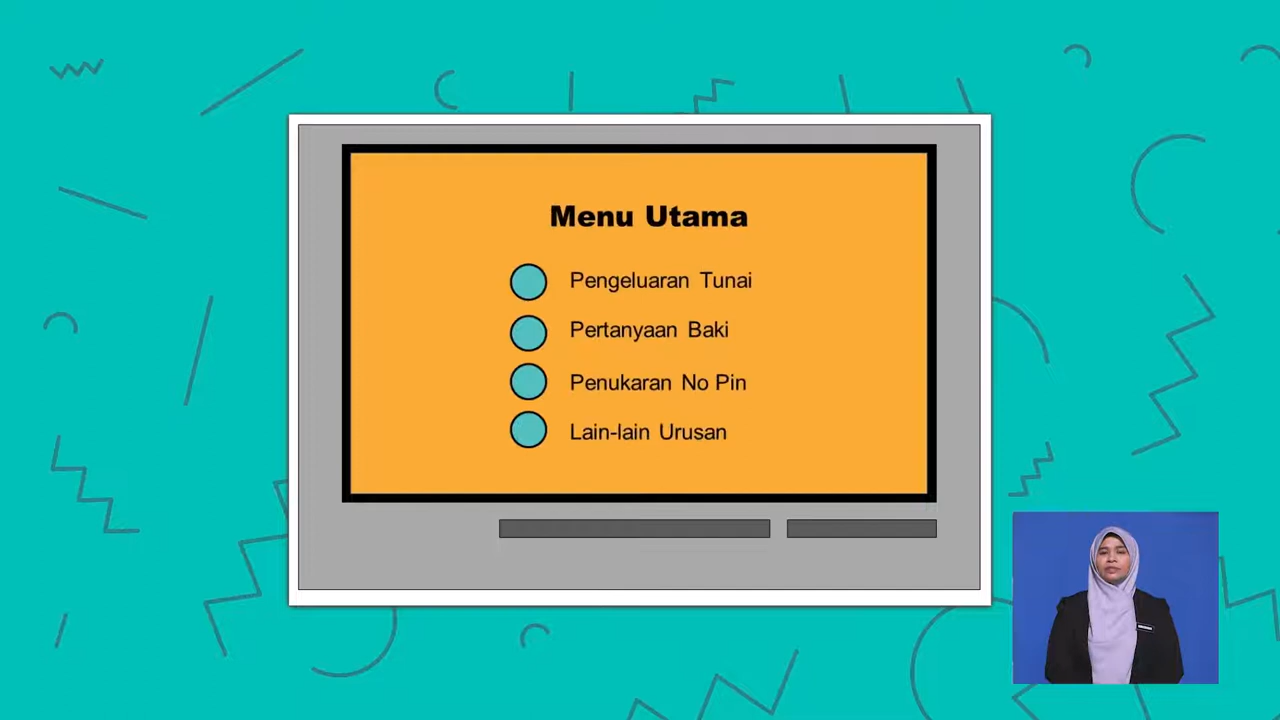 Menu Utama
Pengeluaran Tunai
Pertanyaan Baki
Penukaran No Pin
Lain-lain Urusan